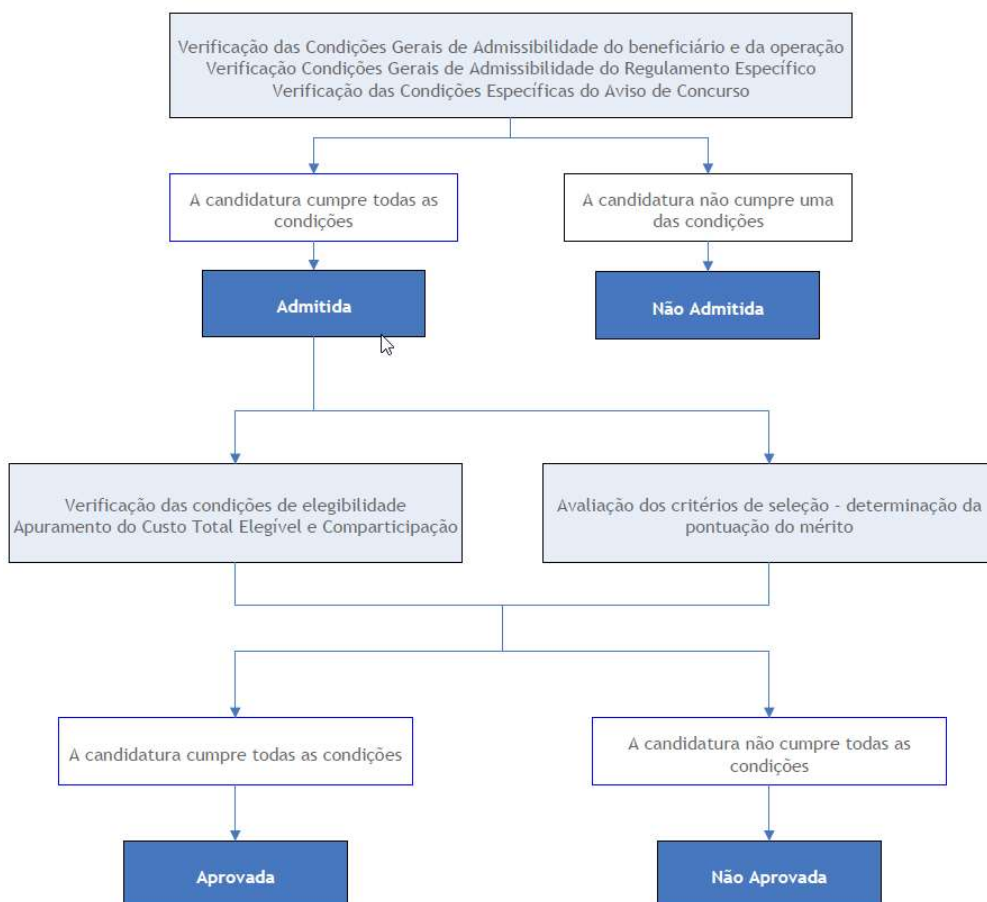 Verificação das Condições Gerais de Admissibilidade do beneficiário e da operação
Verificação Condições Gerais de Admissibilidade do Regulamento Específico
Verificação das Condições Específicas do Aviso de Concurso
A candidatura cumpre todas as
condições
A candidatura não cumpre uma
das condições
Admitida
Não Admitida
Verificação das condições de elegibilidade
Apuramento do Custo Total Elegível e Comparticipação
Avaliação dos critérios de seleção - determinação da
pontuação do mérito
A candidatura cumpre todas as condições
A candidatura não cumpre todas as
condições
Aprovada
Não Aprovada